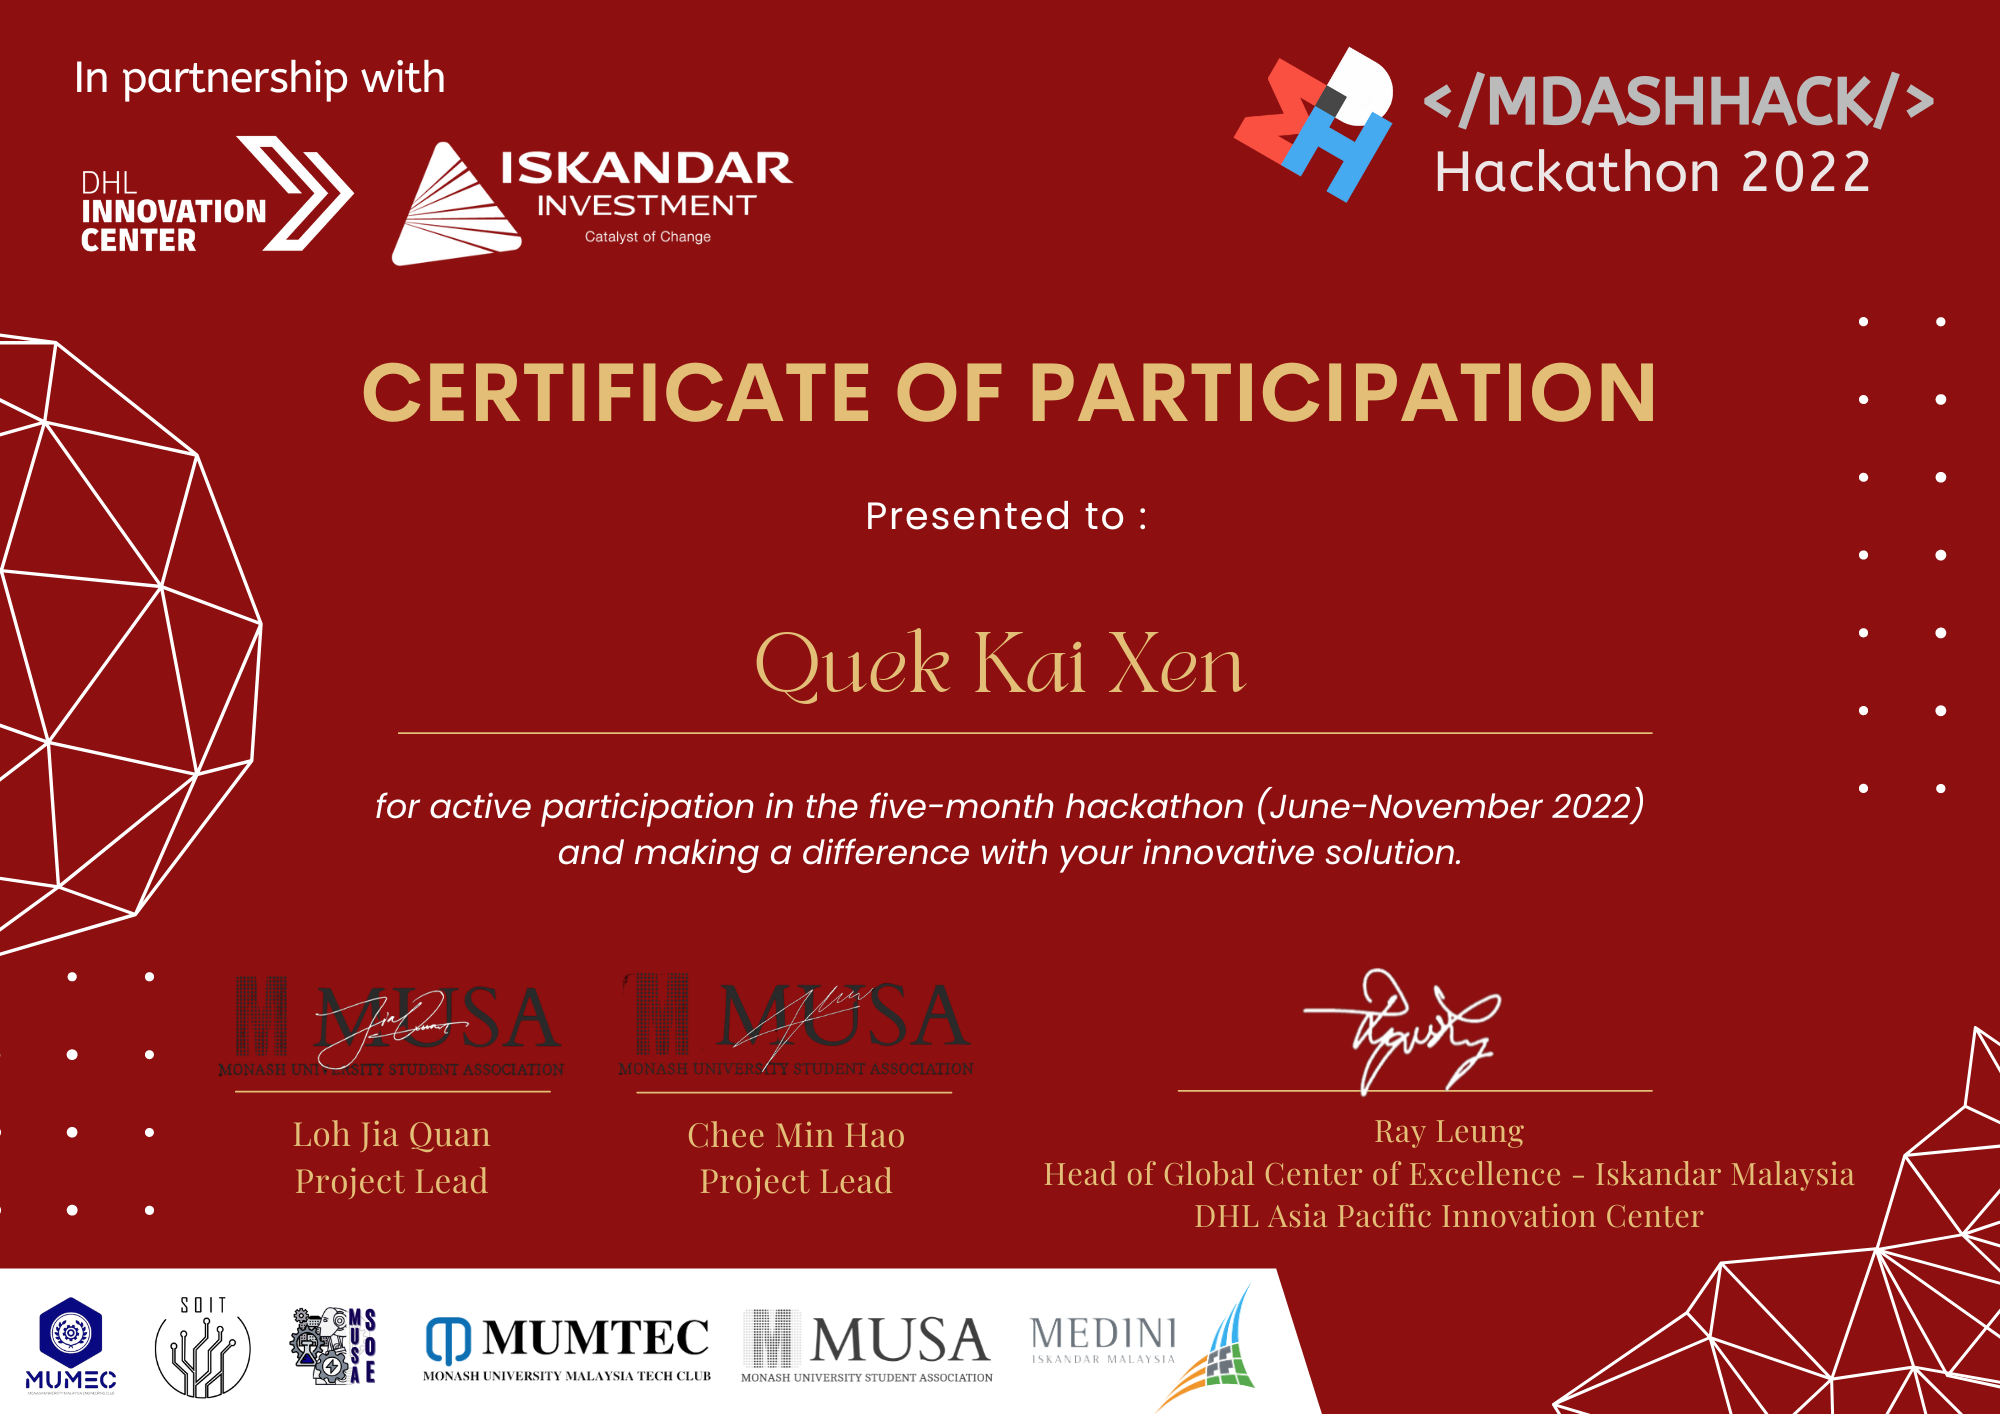 In partnership with
DHL
INNOVATION
CENTER
ISKANDAR
INVESTMENT
Catalyst of Change
</MDASHHACK/>
Hackathon 2022
CERTIFICATE OF PARTICIPATION
Presented to :
Quek Kai Xen
for active participation in the five-month hackathon (June-November 2022)
and making a difference with your innovative solution.
MUSA
MONASH UNIVERSITY STUDENT ASSOCIATION
Loh Jia Quan
Project Lead
MUSA
MONASH UNIVERSITY STUDENT ASSOCIATION
Chee Min Hao
Project Lead
Ray Leung
Head of Global Center of Excellence - Iskandar Malaysia
DHL Asia Pacific Innovation Center
MUMEC
SOIT
MUSA
SOE
MUMTEC
MONASH UNIVERSITY MALAYSIA TECH CLUB
MUSA
MONASH UNIVERSITY STUDENT ASSOCIATION
MEDINI
ISKANDAR MALAYSIA